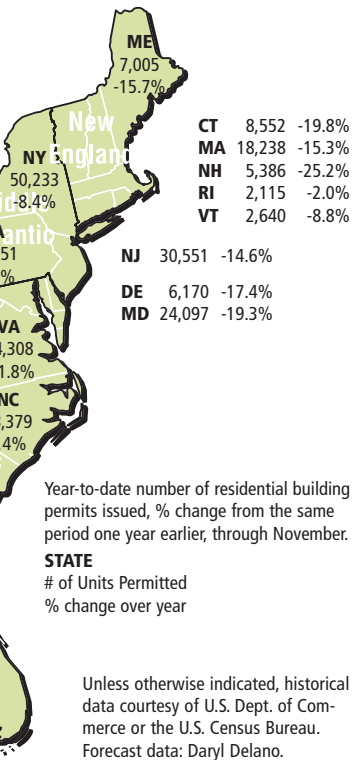 ME
7,005
-15.7%
New
England
NY
50,233
-8.4%
CT 8,552 -19.8%
MA 18,238 -15.3%
NH 5,386 -25.2%
RI 2,115 -2.0%
VT 2,640 -8.8%
NJ 30,551 -14.6%
DE 6,170 -17.4%
MD 24,097 -19.3%
VA
NC
Year-to-date number of residential building
permits issued, % change from the same
period one year earlier, through November.
STATE
# of Units Permitted
% change over year
Unless otherwise indicated, historical
data courtesy of U.S. Dept. of Com-
merce or the U.S. Census Bureau.
Forecast data: Daryl Delano.